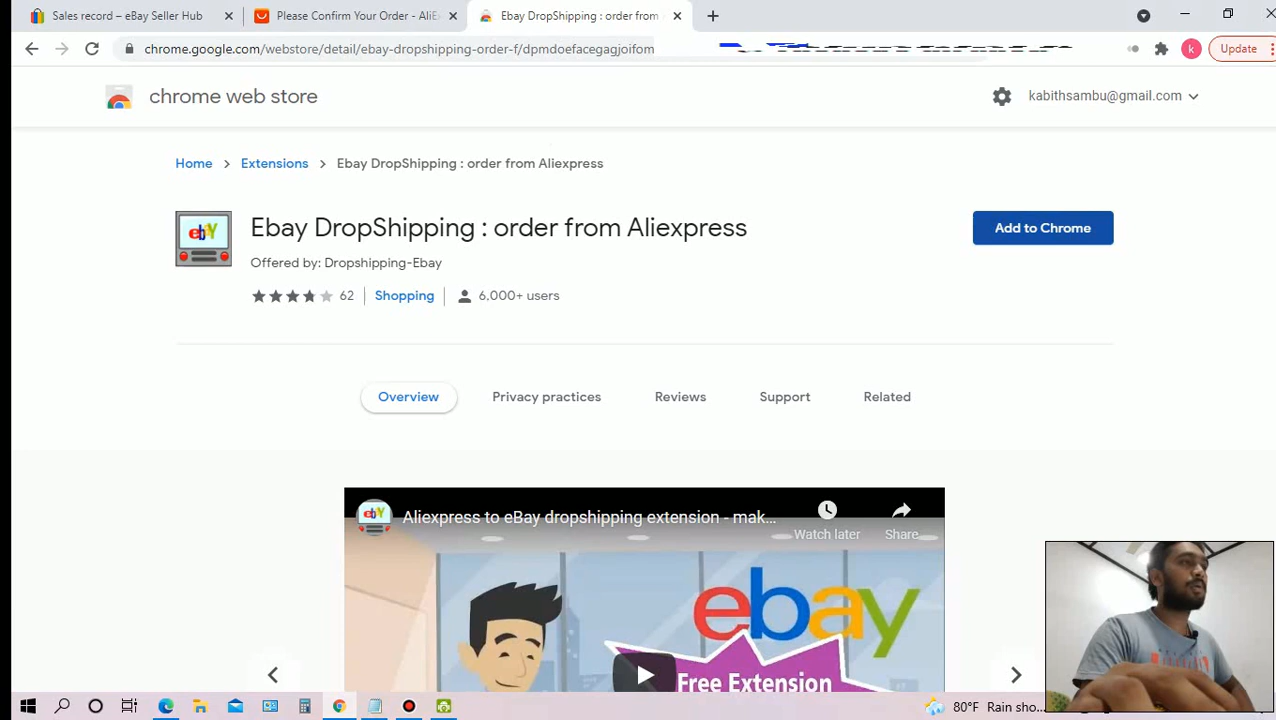 Sales record – eBay Seller Hub
Please Confirm Your Order - AliE
Ebay DropShipping : order from
chrome.google.com/webstore/detail/ebay-dropshipping-order-f/dpmdoefacegagjoifom
k
Update
chrome web store
kabithsambu@gmail.com
Home > Extensions > Ebay DropShipping : order from Aliexpress
ebY
Ebay DropShipping : order from Aliexpress
Add to Chrome
Offered by: Dropshipping-Ebay
62 Shopping 6,000+ users
Overview Privacy practices Reviews Support Related
ebY
Aliexpress to eBay dropshipping extension - mak...
Watch later
Share
ebay
Free Extension
80°F Rain sho...